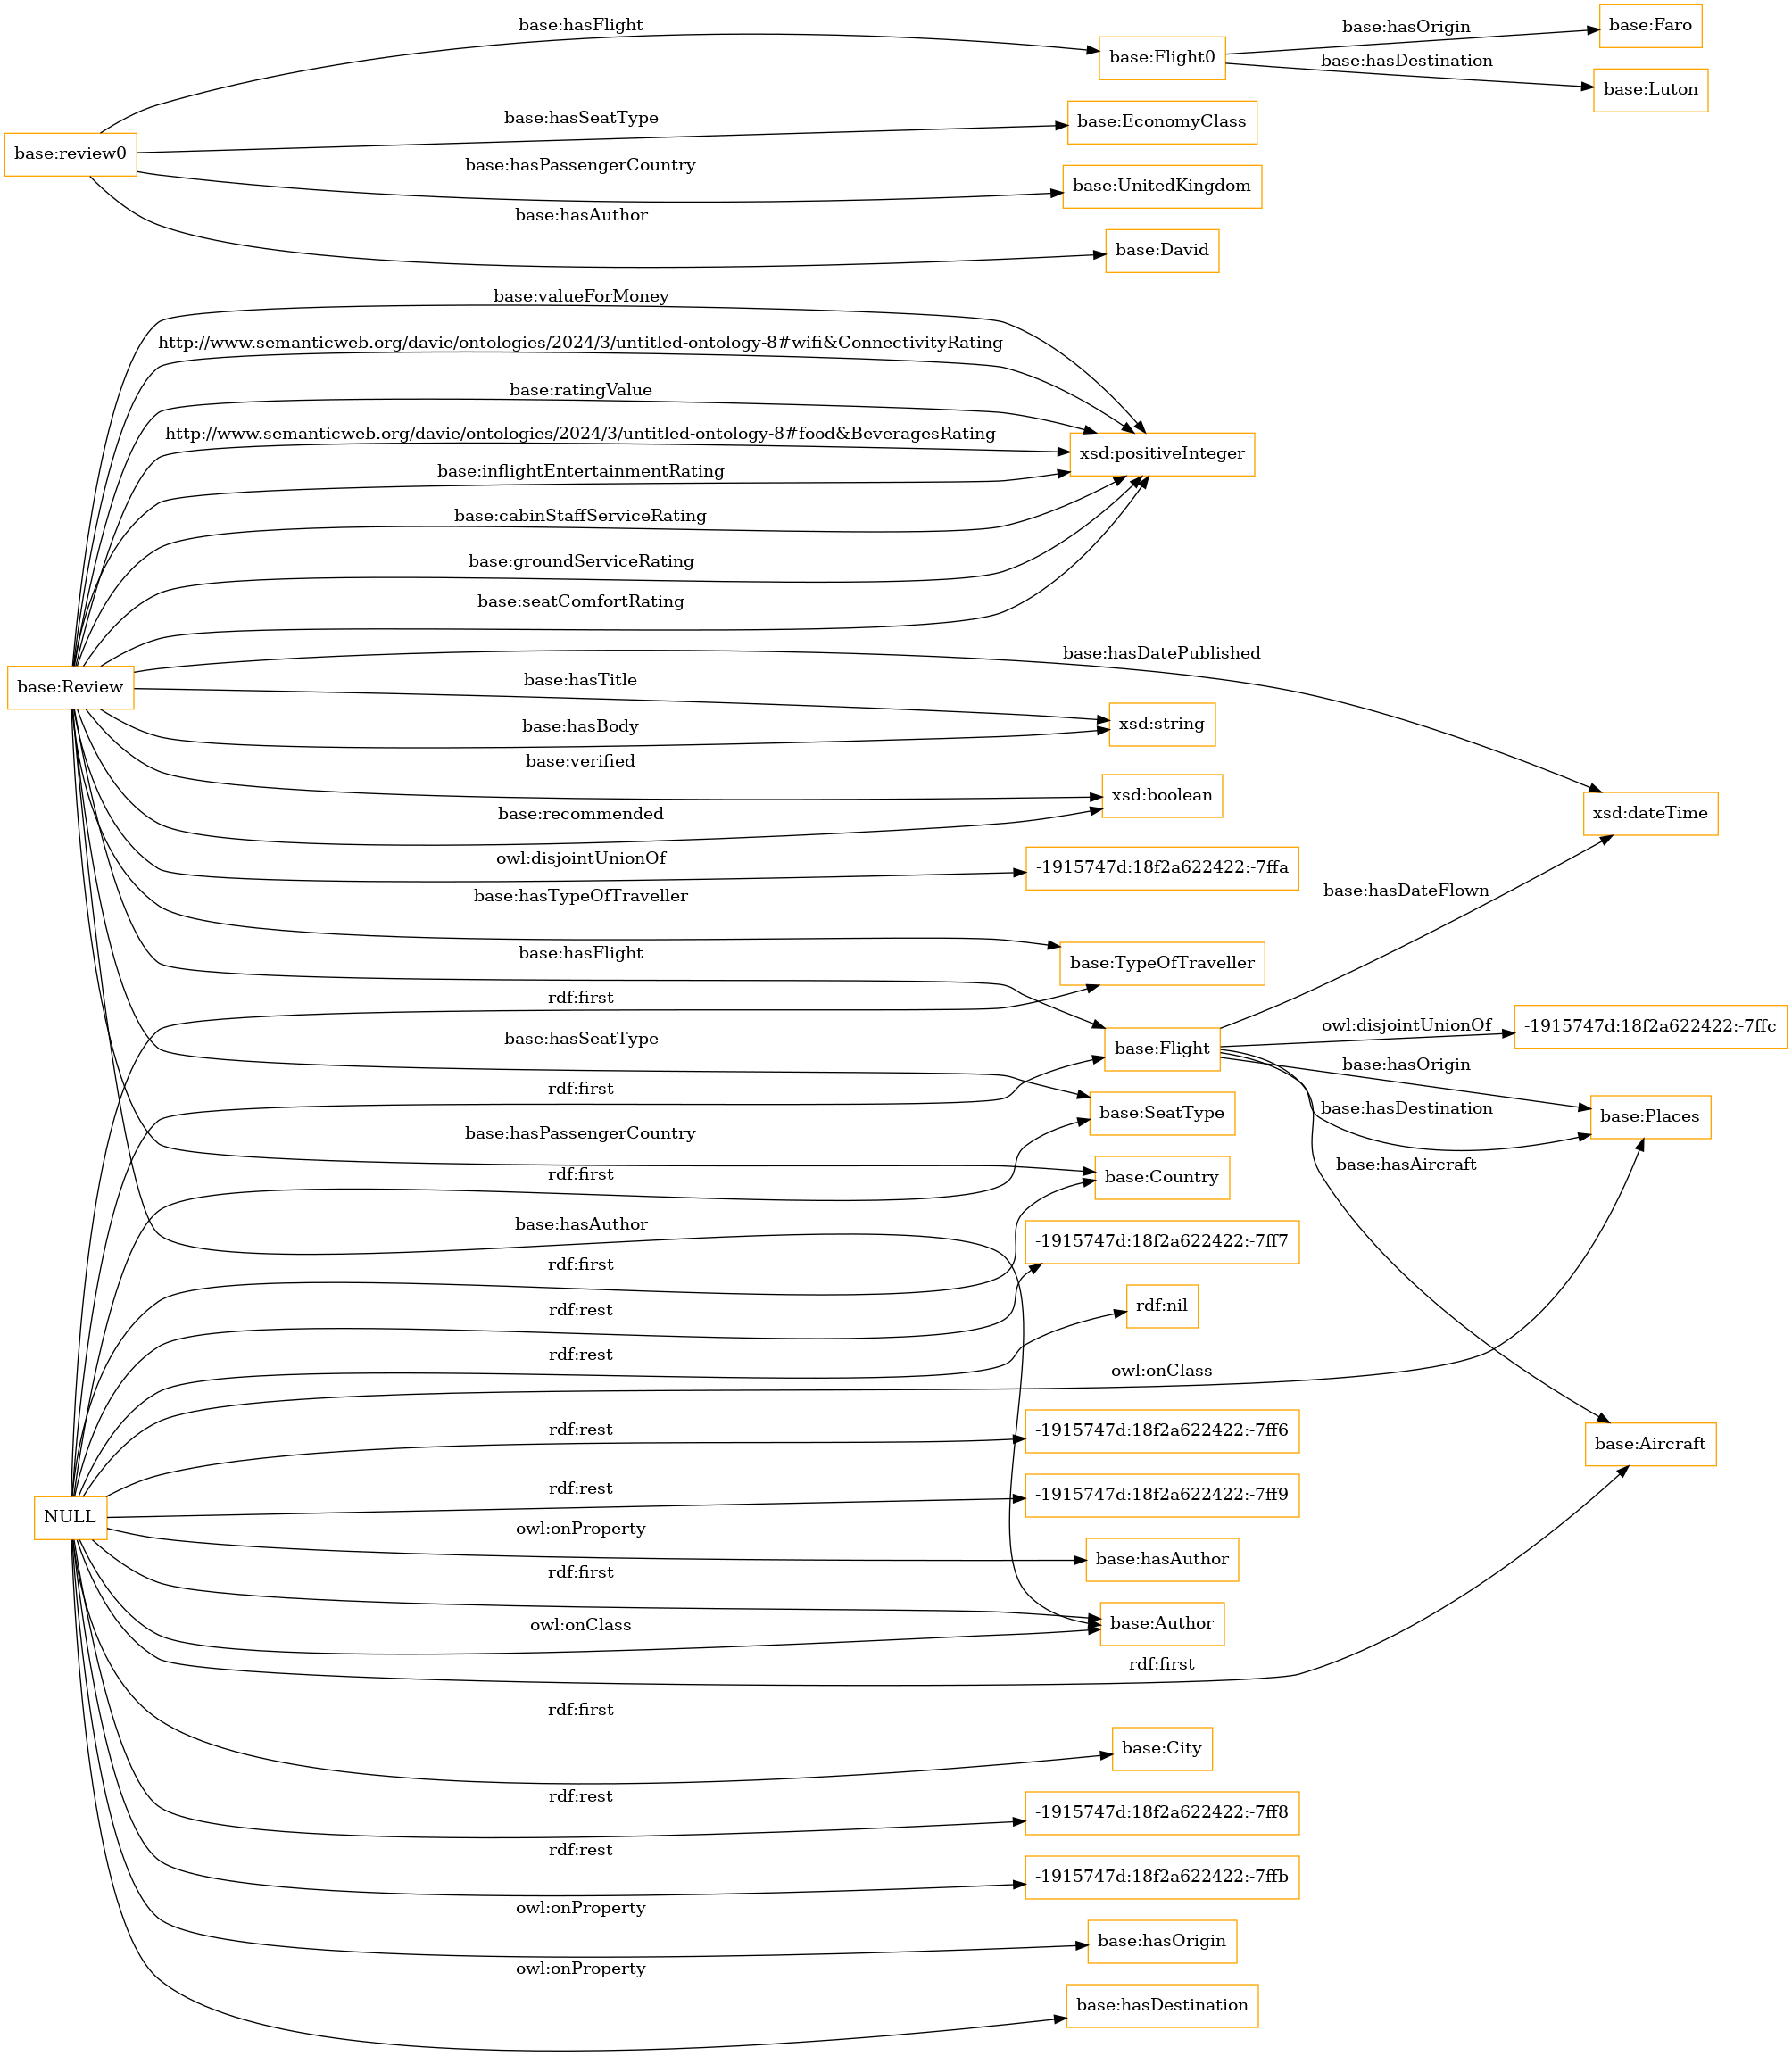 base:hasFlight
base:Flight0
base:hasOrigin
base:Faro
base:hasDestination
base:Luton
base:review0
base:hasSeatType
base:EconomyClass
base:hasPassengerCountry
base:UnitedKingdom
base:hasAuthor
base:David
base:valueForMoney
http://www.semanticweb.org/davie/ontologies/2024/3/untitled-ontology-8#wifi&ConnectivityRating
base:ratingValue
http://www.semanticweb.org/davie/ontologies/2024/3/untitled-ontology-8#food&BeveragesRating
xsd:positiveInteger
base:inflightEntertainmentRating
base:cabinStaffServiceRating
base:groundServiceRating
base:seatComfortRating
base:Review
base:hasDatePublished
base:hasTitle
xsd:string
base:hasBody
base:verified
xsd:boolean
xsd:dateTime
base:recommended
owl:disjointUnionOf
-1915747d:18f2a622422:-7ffa
base:hasDateFlown
base:hasTypeOfTraveller
base:TypeOfTraveller
base:hasFlight
rdf:first
base:hasSeatType
base:Flight
owl:disjointUnionOf
-1915747d:18f2a622422:-7ffc
base:hasOrigin
rdf:first
base:SeatType
base:hasDestination
base:Places
base:hasPassengerCountry
base:hasAircraft
rdf:first
base:Country
base:hasAuthor
-1915747d:18f2a622422:-7ff7
rdf:first
rdf:rest
rdf:nil
rdf:rest
owl:onClass
rdf:rest
-1915747d:18f2a622422:-7ff6
base:Aircraft
rdf:rest
-1915747d:18f2a622422:-7ff9
NULL
owl:onProperty
base:hasAuthor
rdf:first
base:Author
owl:onClass
rdf:first
rdf:first
base:City
rdf:rest
-1915747d:18f2a622422:-7ff8
rdf:rest
-1915747d:18f2a622422:-7ffb
owl:onProperty
base:hasOrigin
owl:onProperty
base:hasDestination